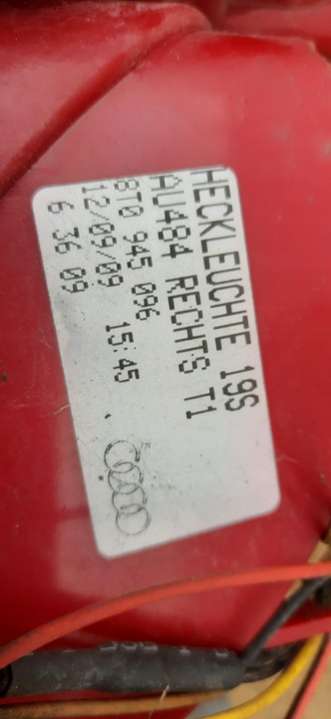 HECKLEUCHTE 19S
AU484 RECHTS T1
8T0 945 096
12/09/09 15:45
6 36 09